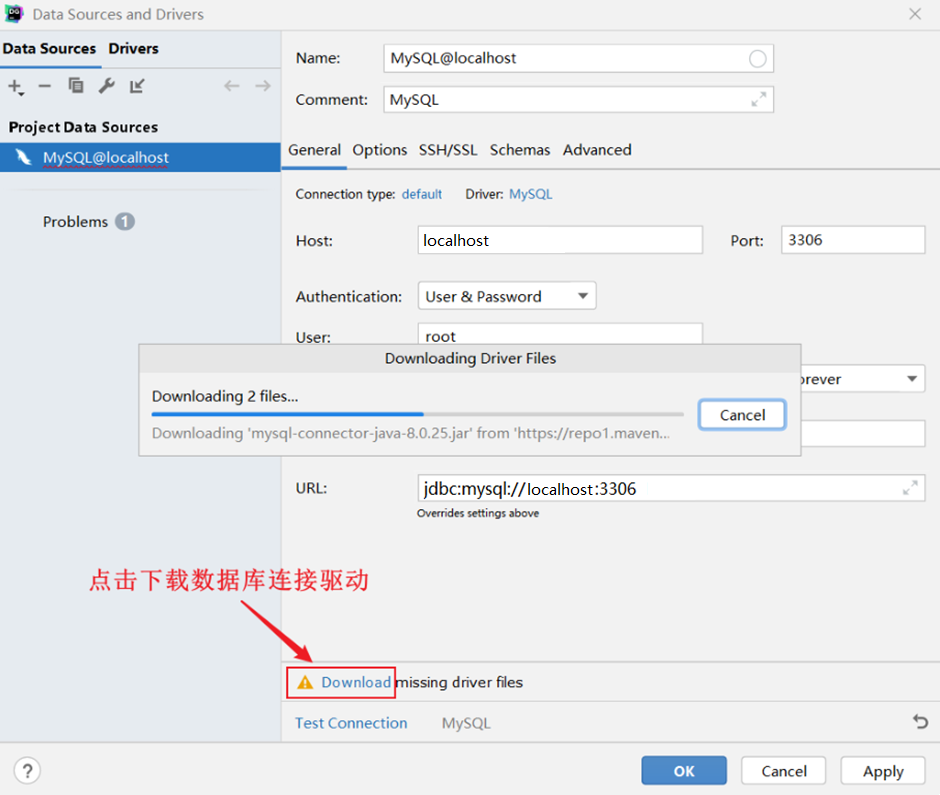 Data Sources and Drivers
Data Sources Drivers
Project Data Sources
MySQL@localhost
Problems 1
Name: MySQL@localhost
Comment: MySQL
General Options SSH/SSL Schemas Advanced
Connection type: default Driver: MySQL
Host: localhost Port: 3306
Authentication: User & Password
User: root
Downloading Driver Files
Downloading 2 files...
Cancel
Downloading 'mysql-connector-java-8.0.25.jar' from 'https://repo1.maven...
orever
URL: jdbc:mysql://localhost:3306
Overrides settings above
点击下载数据库连接驱动
Download missing driver files
Test Connection MySQL
? OK Cancel Apply